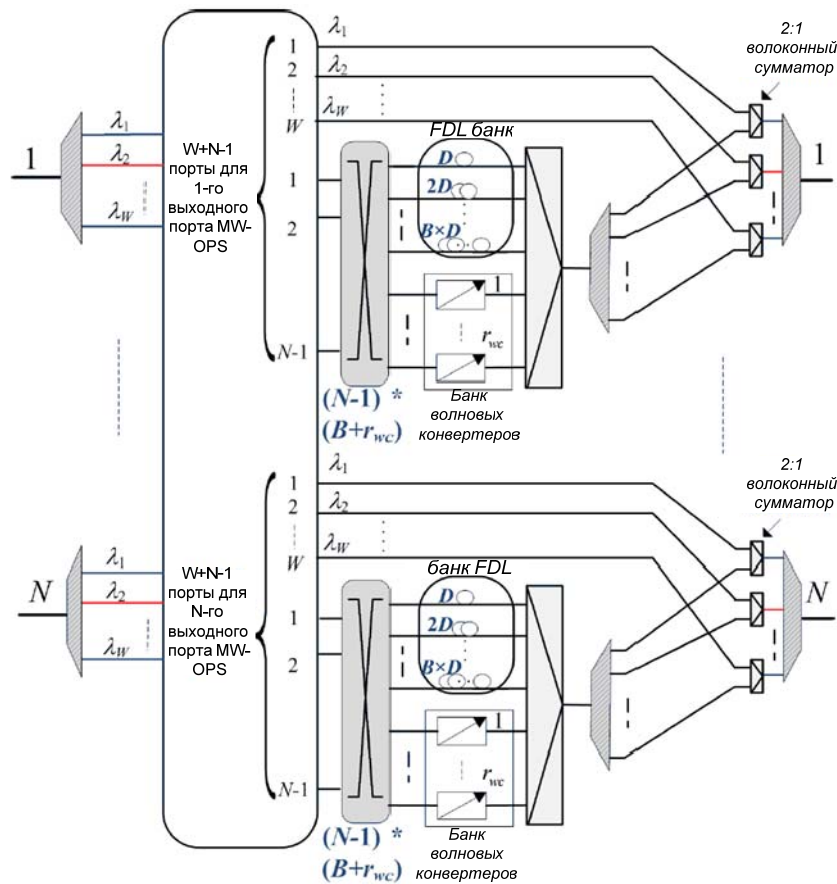 λ1
λ2
λW
1
W+N-1
порты для
1-го
выходного
порта MW-
OPS
1
2
W
1
2
N-1
λ1
λ2
λW
FDL банк
D
2D
B×D
1
rwc
(N-1) *
(B+rwc)
Банк
волновых
конвертеров
2:1
волоконный
сумматор
1
λ1
λ2
λW
N
W+N-1
порты для
N-го
выходного
порта MW-
OPS
1
2
W
1
2
N-1
λ1
λ2
λW
банк FDL
D
2D
B×D
1
rwc
(N-1) *
(B+rwc)
Банк
волновых
конвертеров
2:1
волоконный
сумматор
N